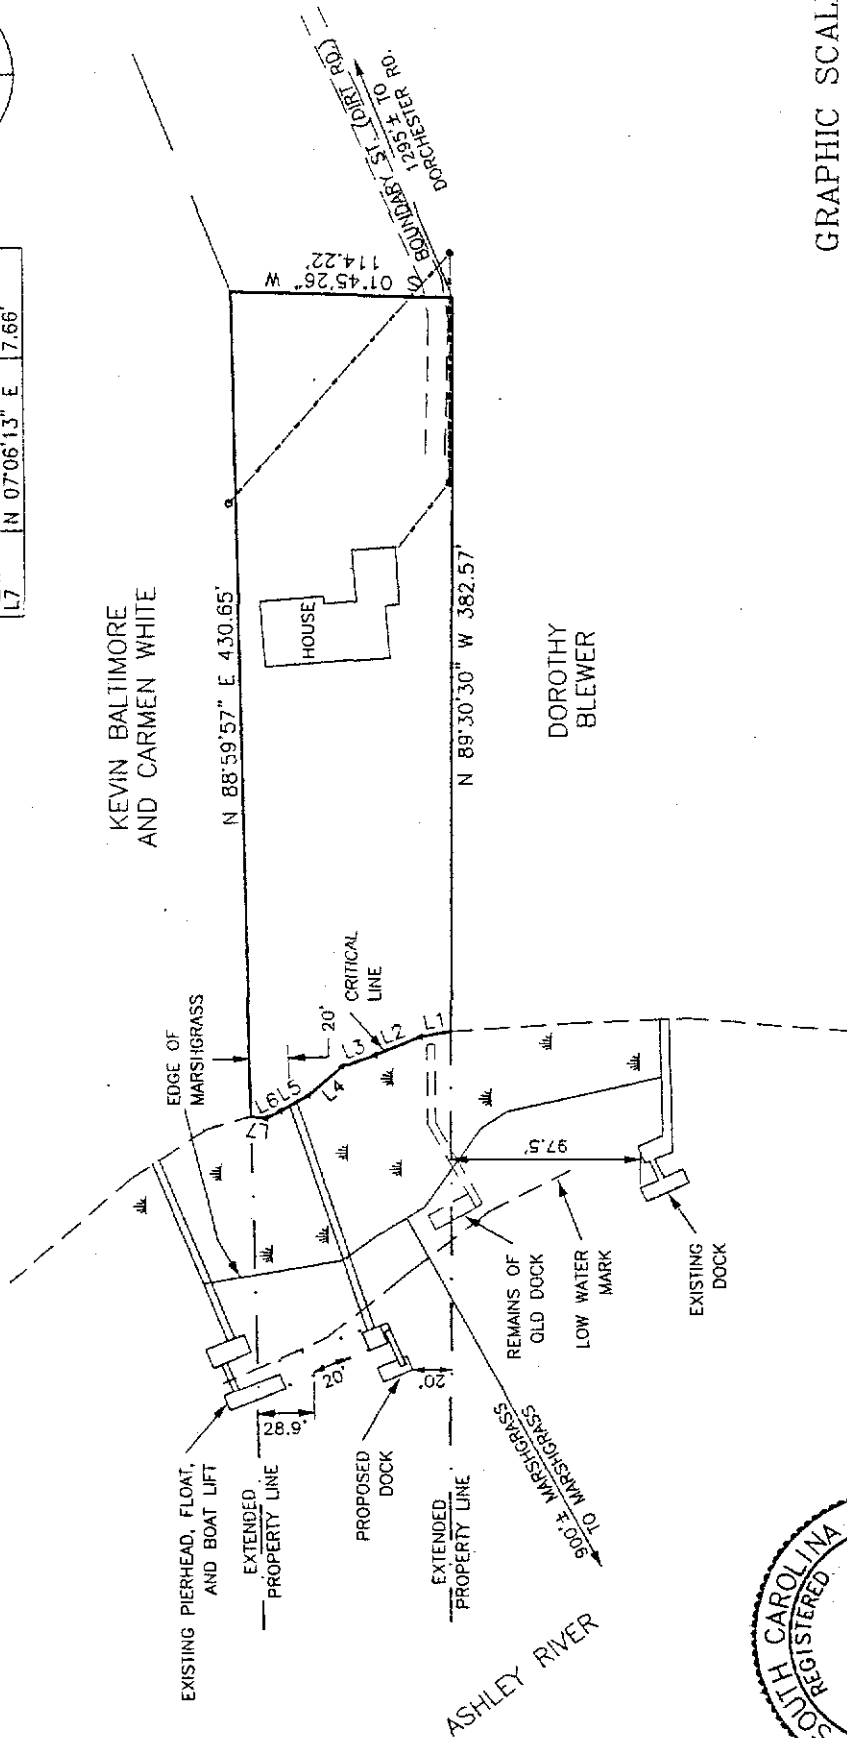 L7 N 07°06'13" E 7.66'
GRAPHIC SCAL
KEVIN BALTIMORE
AND CARMEN WHITE
N 88°59'57" E 430.65'
S 01°45'26" W
114.22'
BOUNDARY ST. (DIRT RD.)
1295'± TO
DORCHESTER RD.
HOUSE
N 89°30'30" W 382.57'
DOROTHY
BLEWER
EDGE OF
MARSHGRASS
20'
CRITICAL
LINE
L1
L2
L3
L4
L5
L6
L7
97.5'
EXISTING PIERHEAD, FLOAT,
AND BOAT LIFT
EXTENDED
PROPERTY LINE
28.9'
20'
20'
PROPOSED
DOCK
EXTENDED
PROPERTY LINE
REMAINS OF
OLD DOCK
LOW WATER
MARK
EXISTING
DOCK
900'± MARSHGRASS
TO MARSHGRASS
ASHLEY RIVER
SOUTH CAROLINA
REGISTERED